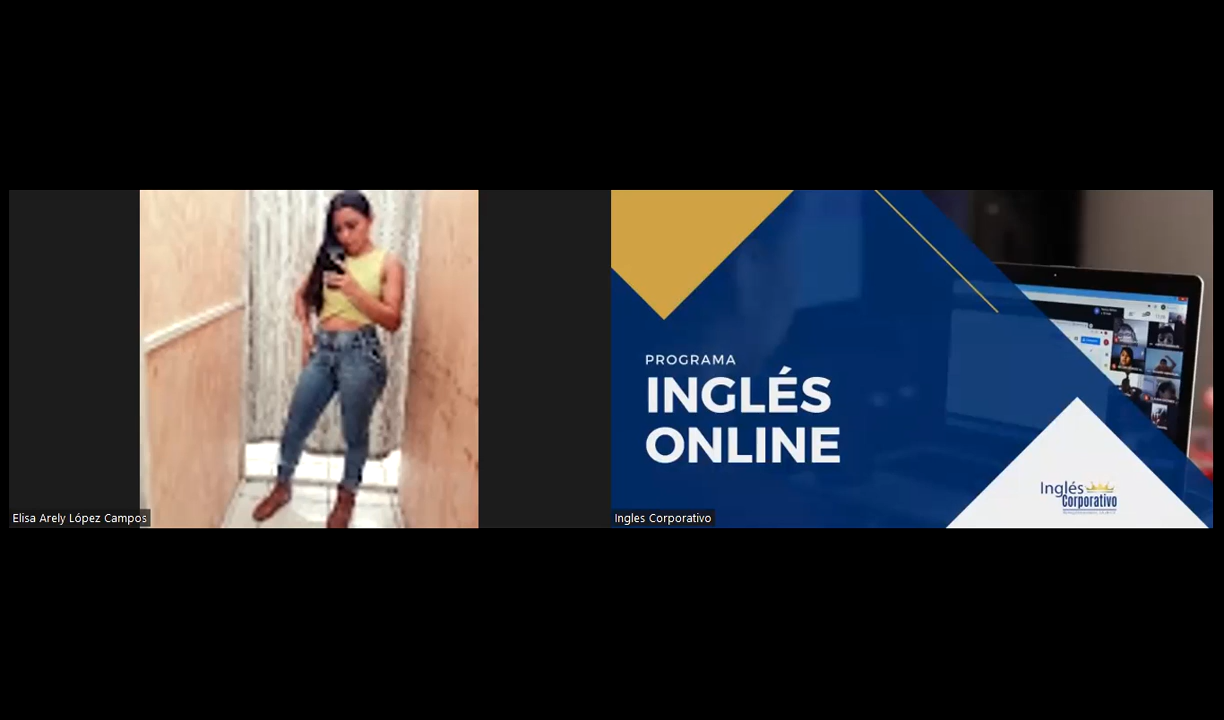 Elisa Arely López Campos
PROGRAMA
INGLÉS
ONLINE
Inglés
Corporativo
Ingles Corporativo